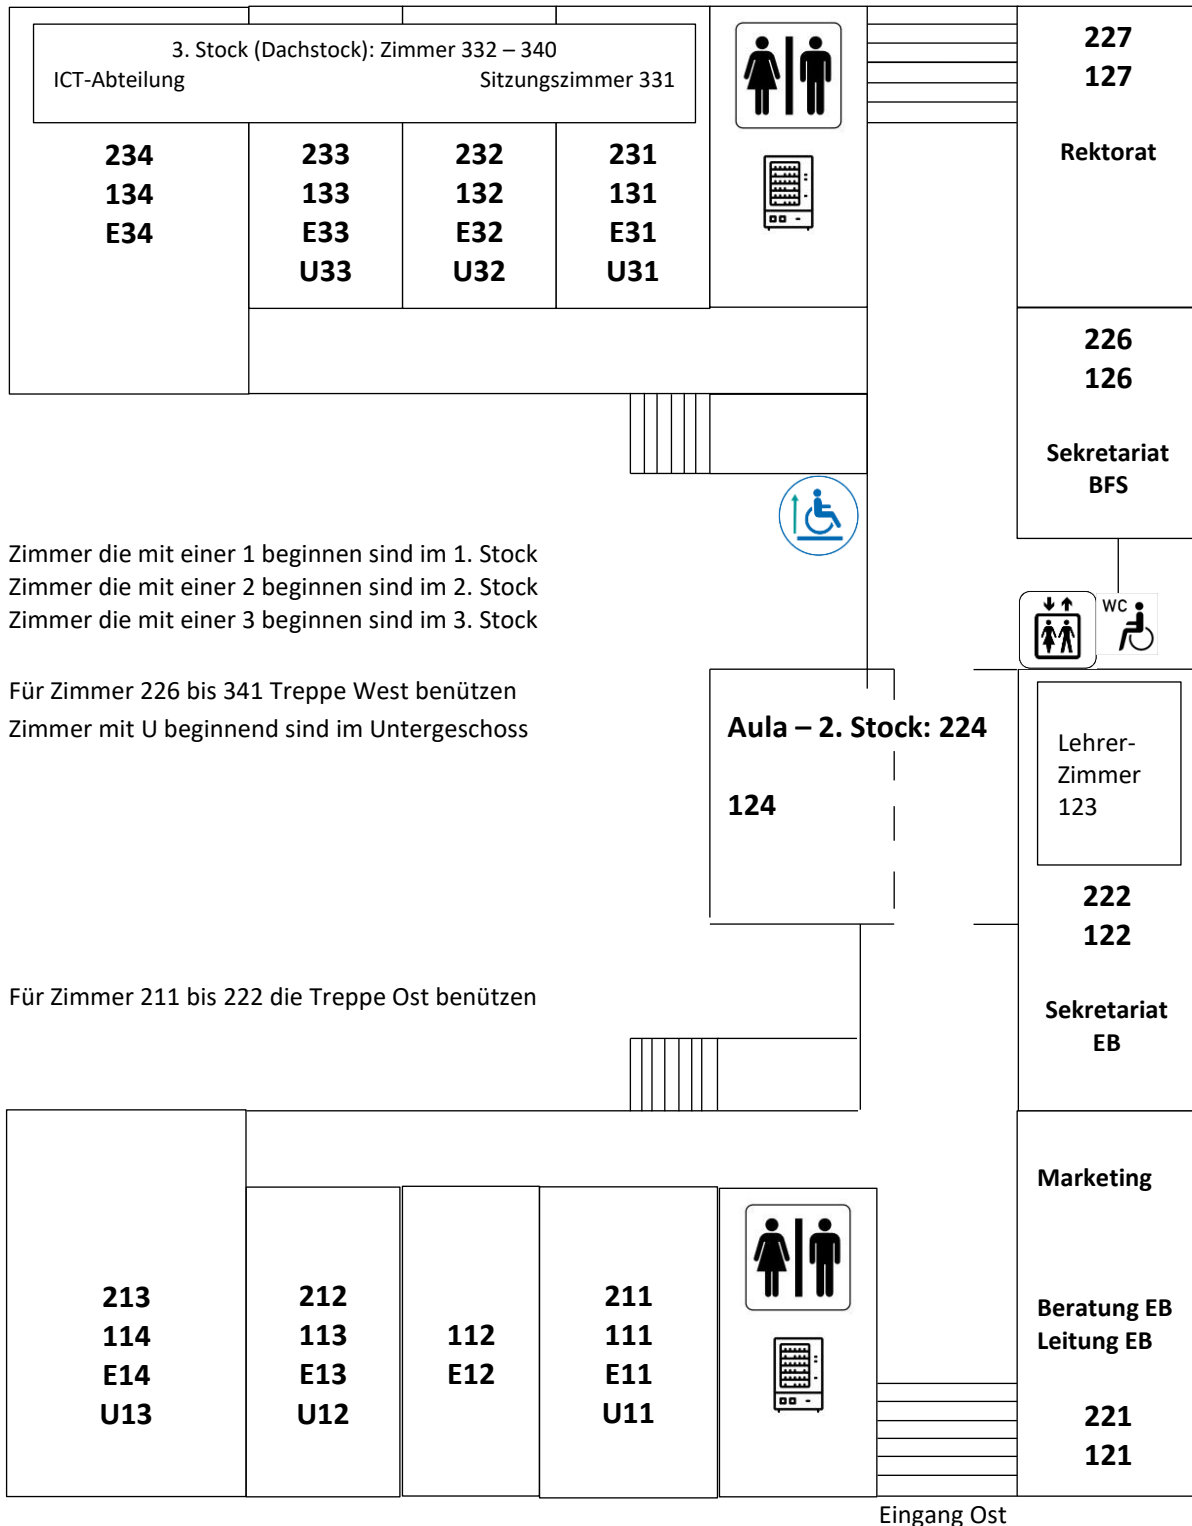 3. Stock (Dachstock): Zimmer 332 – 340
ICT-Abteilung Sitzungszimmer 331
234
134
E34
233
133
E33
U33
232
132
E32
U32
231
131
E31
U31
227
127
Rektorat
226
126
Sekretariat
BFS
Zimmer die mit einer 1 beginnen sind im 1. Stock
Zimmer die mit einer 2 beginnen sind im 2. Stock
Zimmer die mit einer 3 beginnen sind im 3. Stock
WC
Für Zimmer 226 bis 341 Treppe West benützen
Zimmer mit U beginnend sind im Untergeschoss
Aula – 2. Stock: 224
124
Lehrer-
Zimmer
123
222
122
Sekretariat
EB
Für Zimmer 211 bis 222 die Treppe Ost benützen
213
114
E14
U13
212
113
E13
U12
112
E12
211
111
E11
U11
Marketing
Beratung EB
Leitung EB
221
121
Eingang Ost